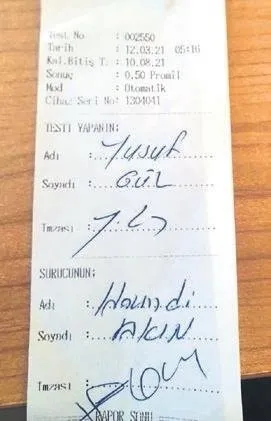 Test No : 002550
Tarih : 12.03.21 05:16
Kal.Bitiş T. : 10.08.21
Sonuç : 0.50 Promil
Mod : Otomatik
Cihaz Seri No: 1304041
TESTİ YAPANIN;
Adı :Yusuf
Soyadı :GÜL
İmzası :
SÜRÜCÜNÜN;
Adı :Hamdi
Soyadı :AKIN
İmzası :
RAPOR SONU